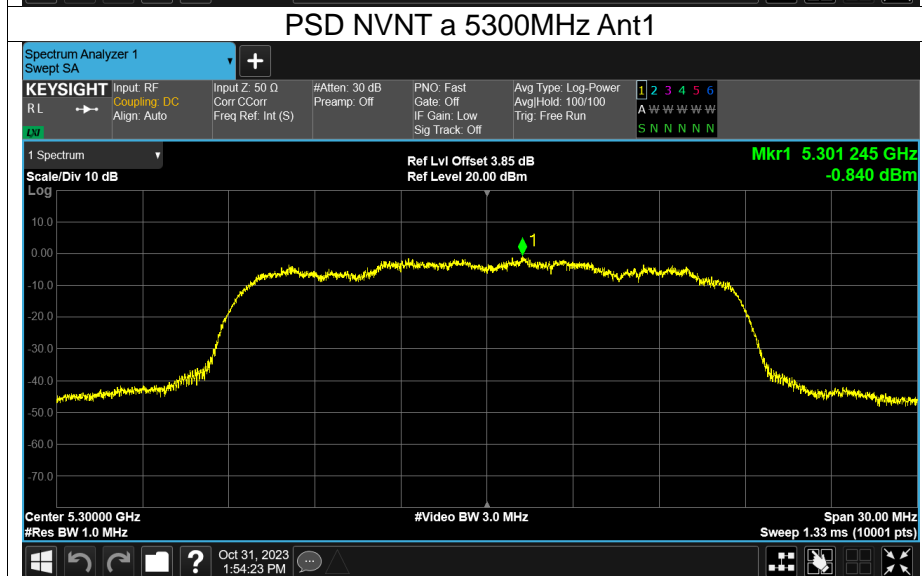 PSD NVNT a 5300MHz Ant1
Spectrum Analyzer 1
Swept SA
+
KEYSIGHT
R L
LXI
Input: RF
Coupling: DC
Align: Auto
Input Z: 50 Ω
Corr CCorr
Freq Ref: Int (S)
#Atten: 30 dB
Preamp: Off
PNO: Fast
Gate: Off
IF Gain: Low
Sig Track: Off
Avg Type: Log-Power
Avg|Hold: 100/100
Trig: Free Run
1 2 3 4 5 6
A W W W W W
S N N N N N
1 Spectrum
Scale/Div 10 dB
Ref Lvl Offset 3.85 dB
Ref Level 20.00 dBm
Mkr1 5.301 245 GHz
-0.840 dBm
Log
10.0
0.00
-10.0
-20.0
-30.0
-40.0
-50.0
-60.0
-70.0
1
Center 5.30000 GHz
#Res BW 1.0 MHz
#Video BW 3.0 MHz
Span 30.00 MHz
Sweep 1.33 ms (10001 pts)
?
Oct 31, 2023
1:54:23 PM